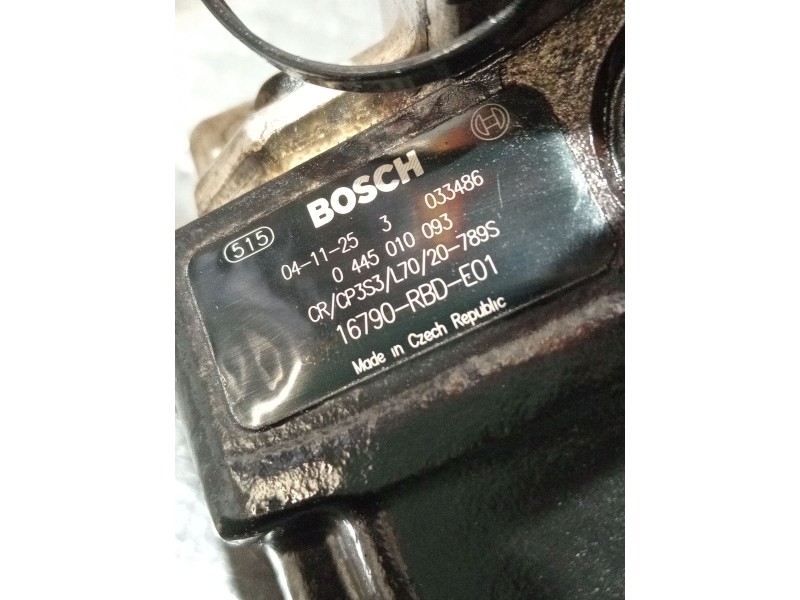 BOSCH
515 04-11-25 3 033486
0 445 010 093
CR/CP3S3/L70/20-789S
16790-RBD-E01
Made in Czech Republic